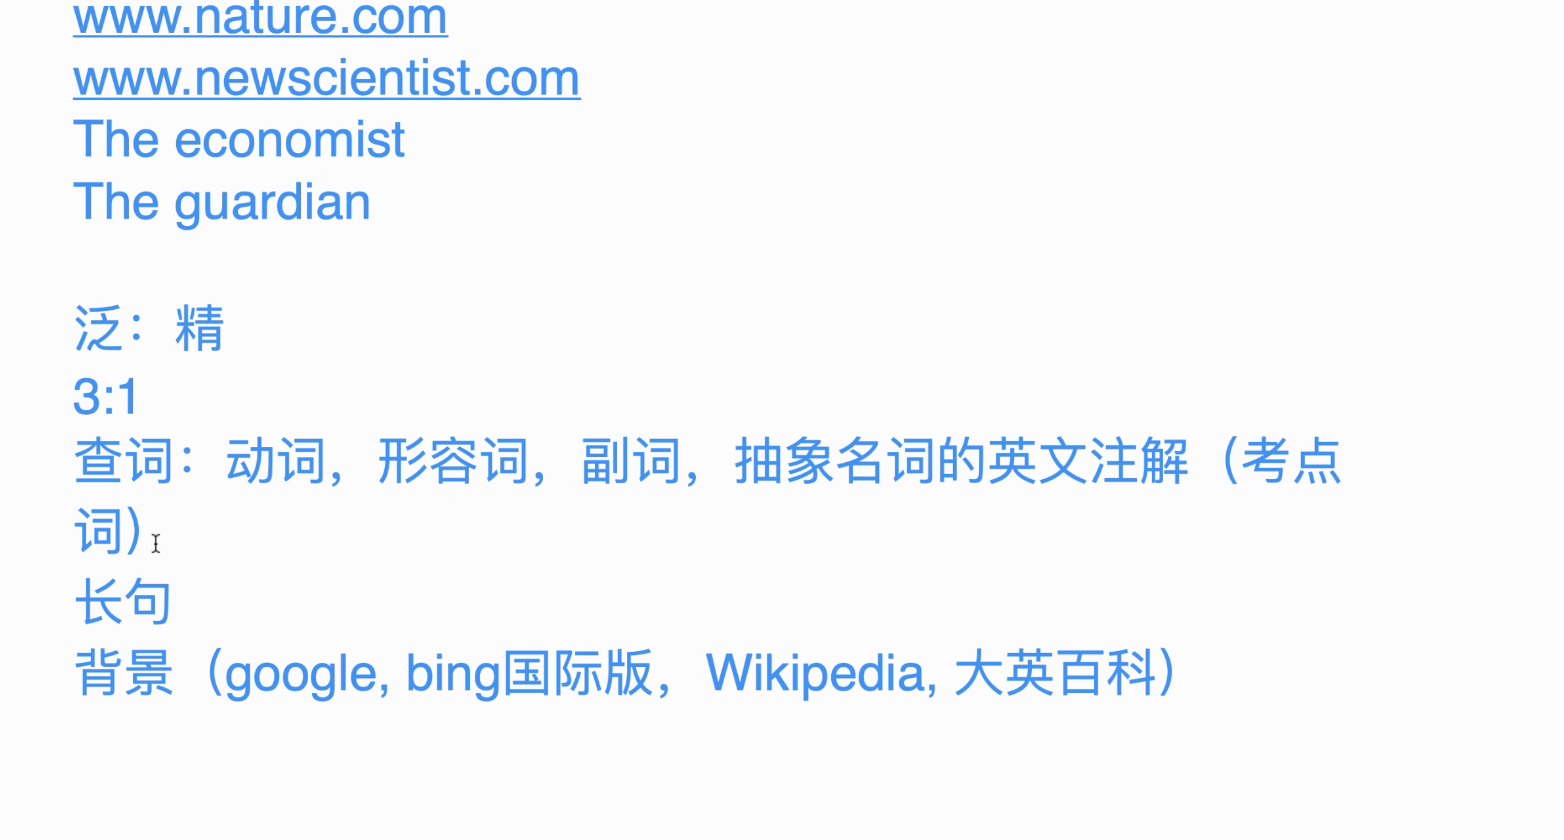 www.nature.com
www.newscientist.com
The economist
The guardian
泛：精
3:1
查词：动词，形容词，副词，抽象名词的英文注解（考点
词）
长句
背景（google, bing国际版，Wikipedia, 大英百科）